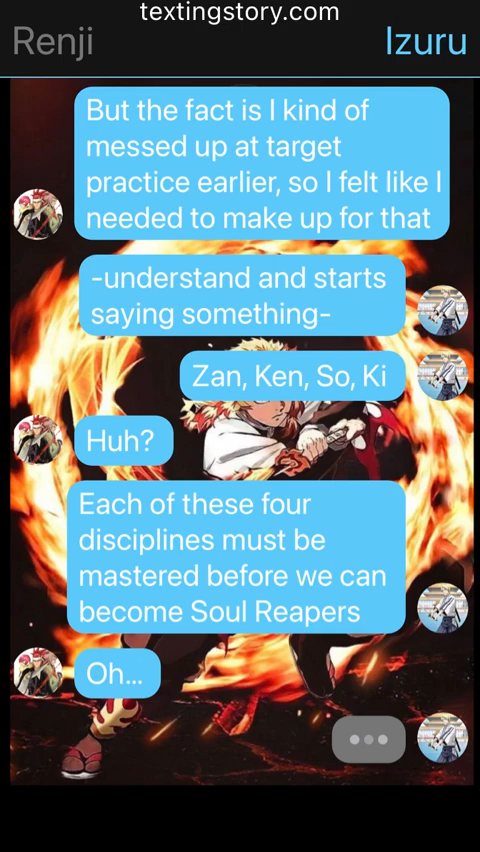 textingstory.com
Renji
Izuru
But the fact is I kind of
messed up at target
practice earlier, so I felt like I
needed to make up for that
-understand and starts
saying something-
Zan, Ken, So, Ki
Huh?
Each of these four
disciplines must be
mastered before we can
become Soul Reapers
Oh...